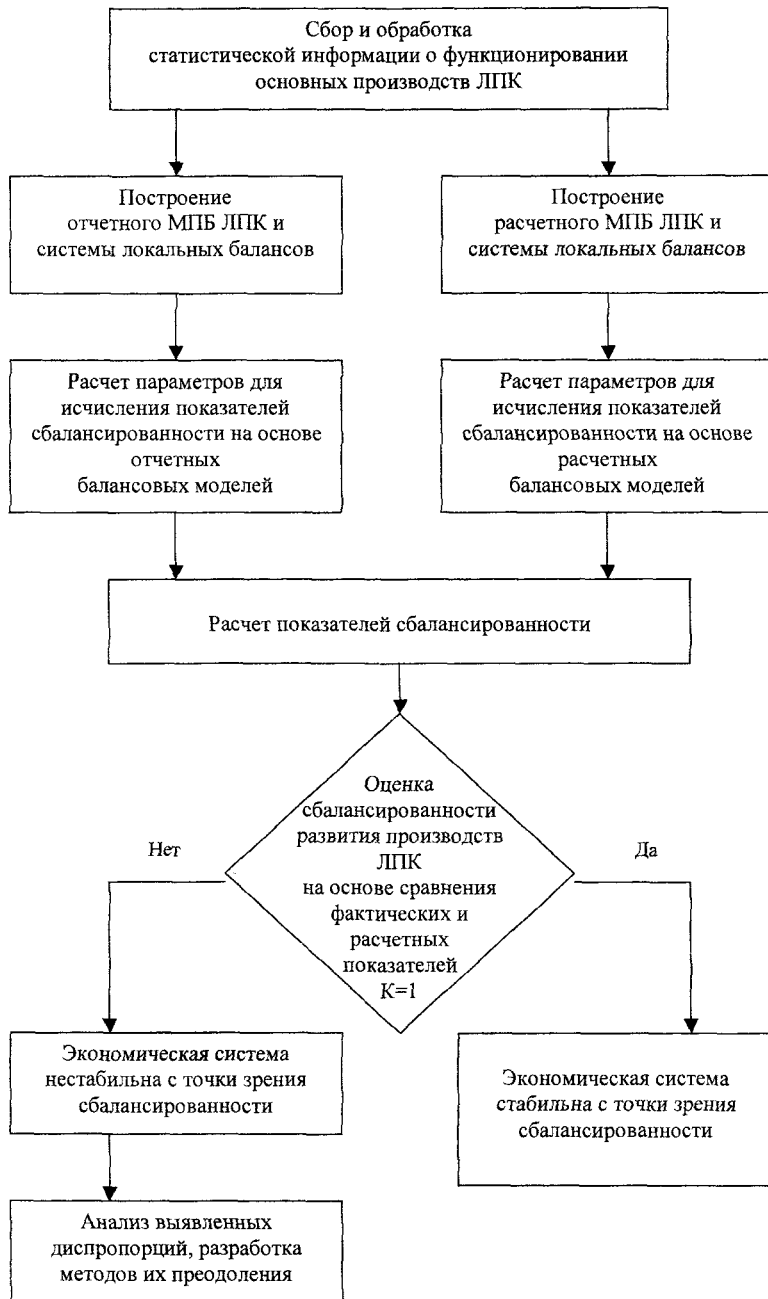 Сбор и обработка
статистической информации о функционировании
основных производств ЛПК
Построение
отчетного МПБ ЛПК и
системы локальных балансов
Построение
расчетного МПБ ЛПК и
системы локальных балансов
Расчет параметров для
исчисления показателей
сбалансированности на основе
отчетных
балансовых моделей
Расчет параметров для
исчисления показателей
сбалансированности на основе
расчетных
балансовых моделей
Расчет показателей сбалансированности
Оценка
сбалансированности
развития производств
ЛПК
на основе сравнения
фактических и
расчетных
показателей
К=1
Нет
Да
Экономическая система
нестабильна с точки зрения
сбалансированности
Экономическая система
стабильна с точки зрения
сбалансированности
Анализ выявленных
диспропорций, разработка
методов их преодоления